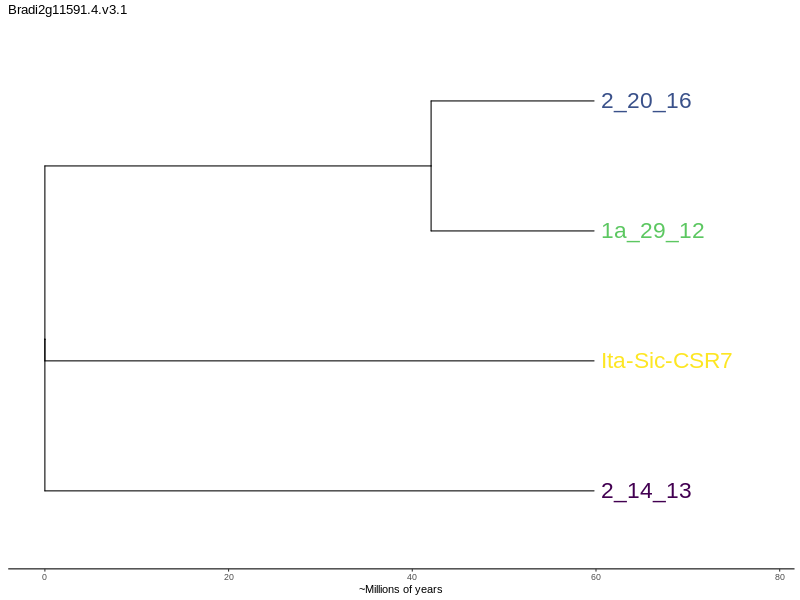 Bradi2g11591.4.v3.1
2_20_16
1a_29_12
Ita-Sic-CSR7
2_14_13
0 20 40 60 80
~Millions of years